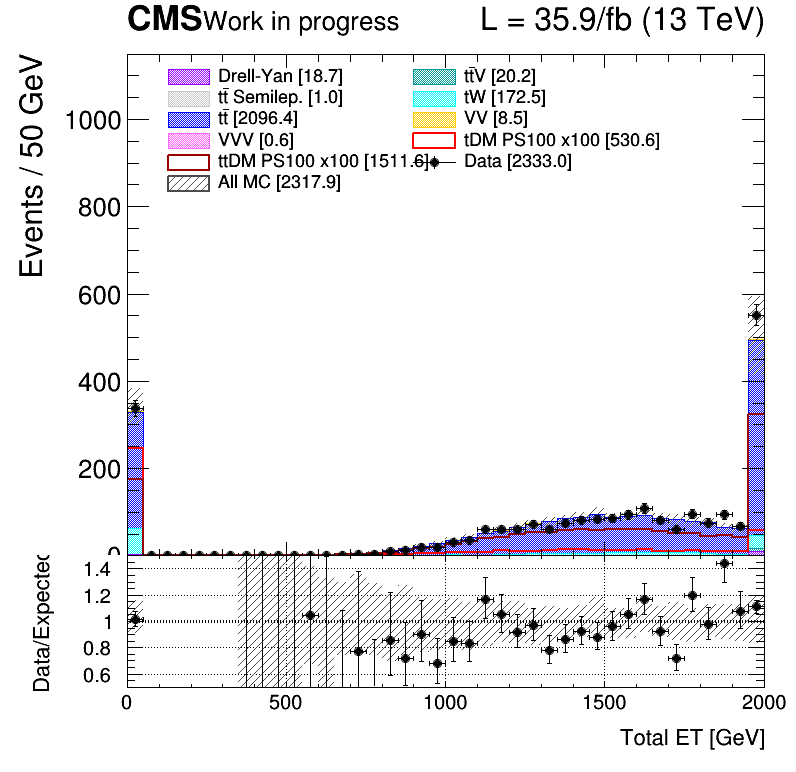 CMS Work in progress L = 35.9/fb (13 TeV)
Events / 50 GeV
Drell-Yan [18.7] tt̄V [20.2]
tt̄ Semilep. [1.0] tW [172.5]
tt̄ [2096.4] VV [8.5]
VVV [0.6] tDM PS100 x100 [530.6]
ttDM PS100 x100 [1511.6] Data [2333.0]
All MC [2317.9]
1000
800
600
400
200
0
Data/Expected
1.4
1.2
1
0.8
0.6
0 500 1000 1500 2000
Total ET [GeV]